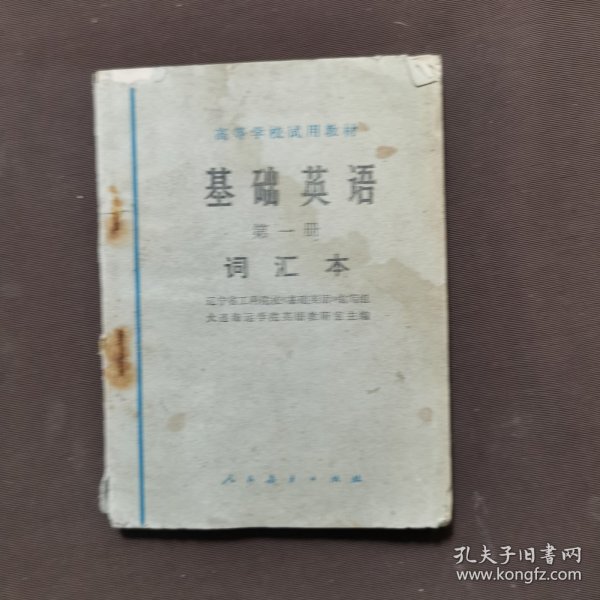 高等学校试用教材
基础英语
第一册
词汇本
辽宁省工科院校《基础英语》编写组
大连海运学院英语教研室主编
人民教育出版社
孔夫子旧书网
www.kongfz.com